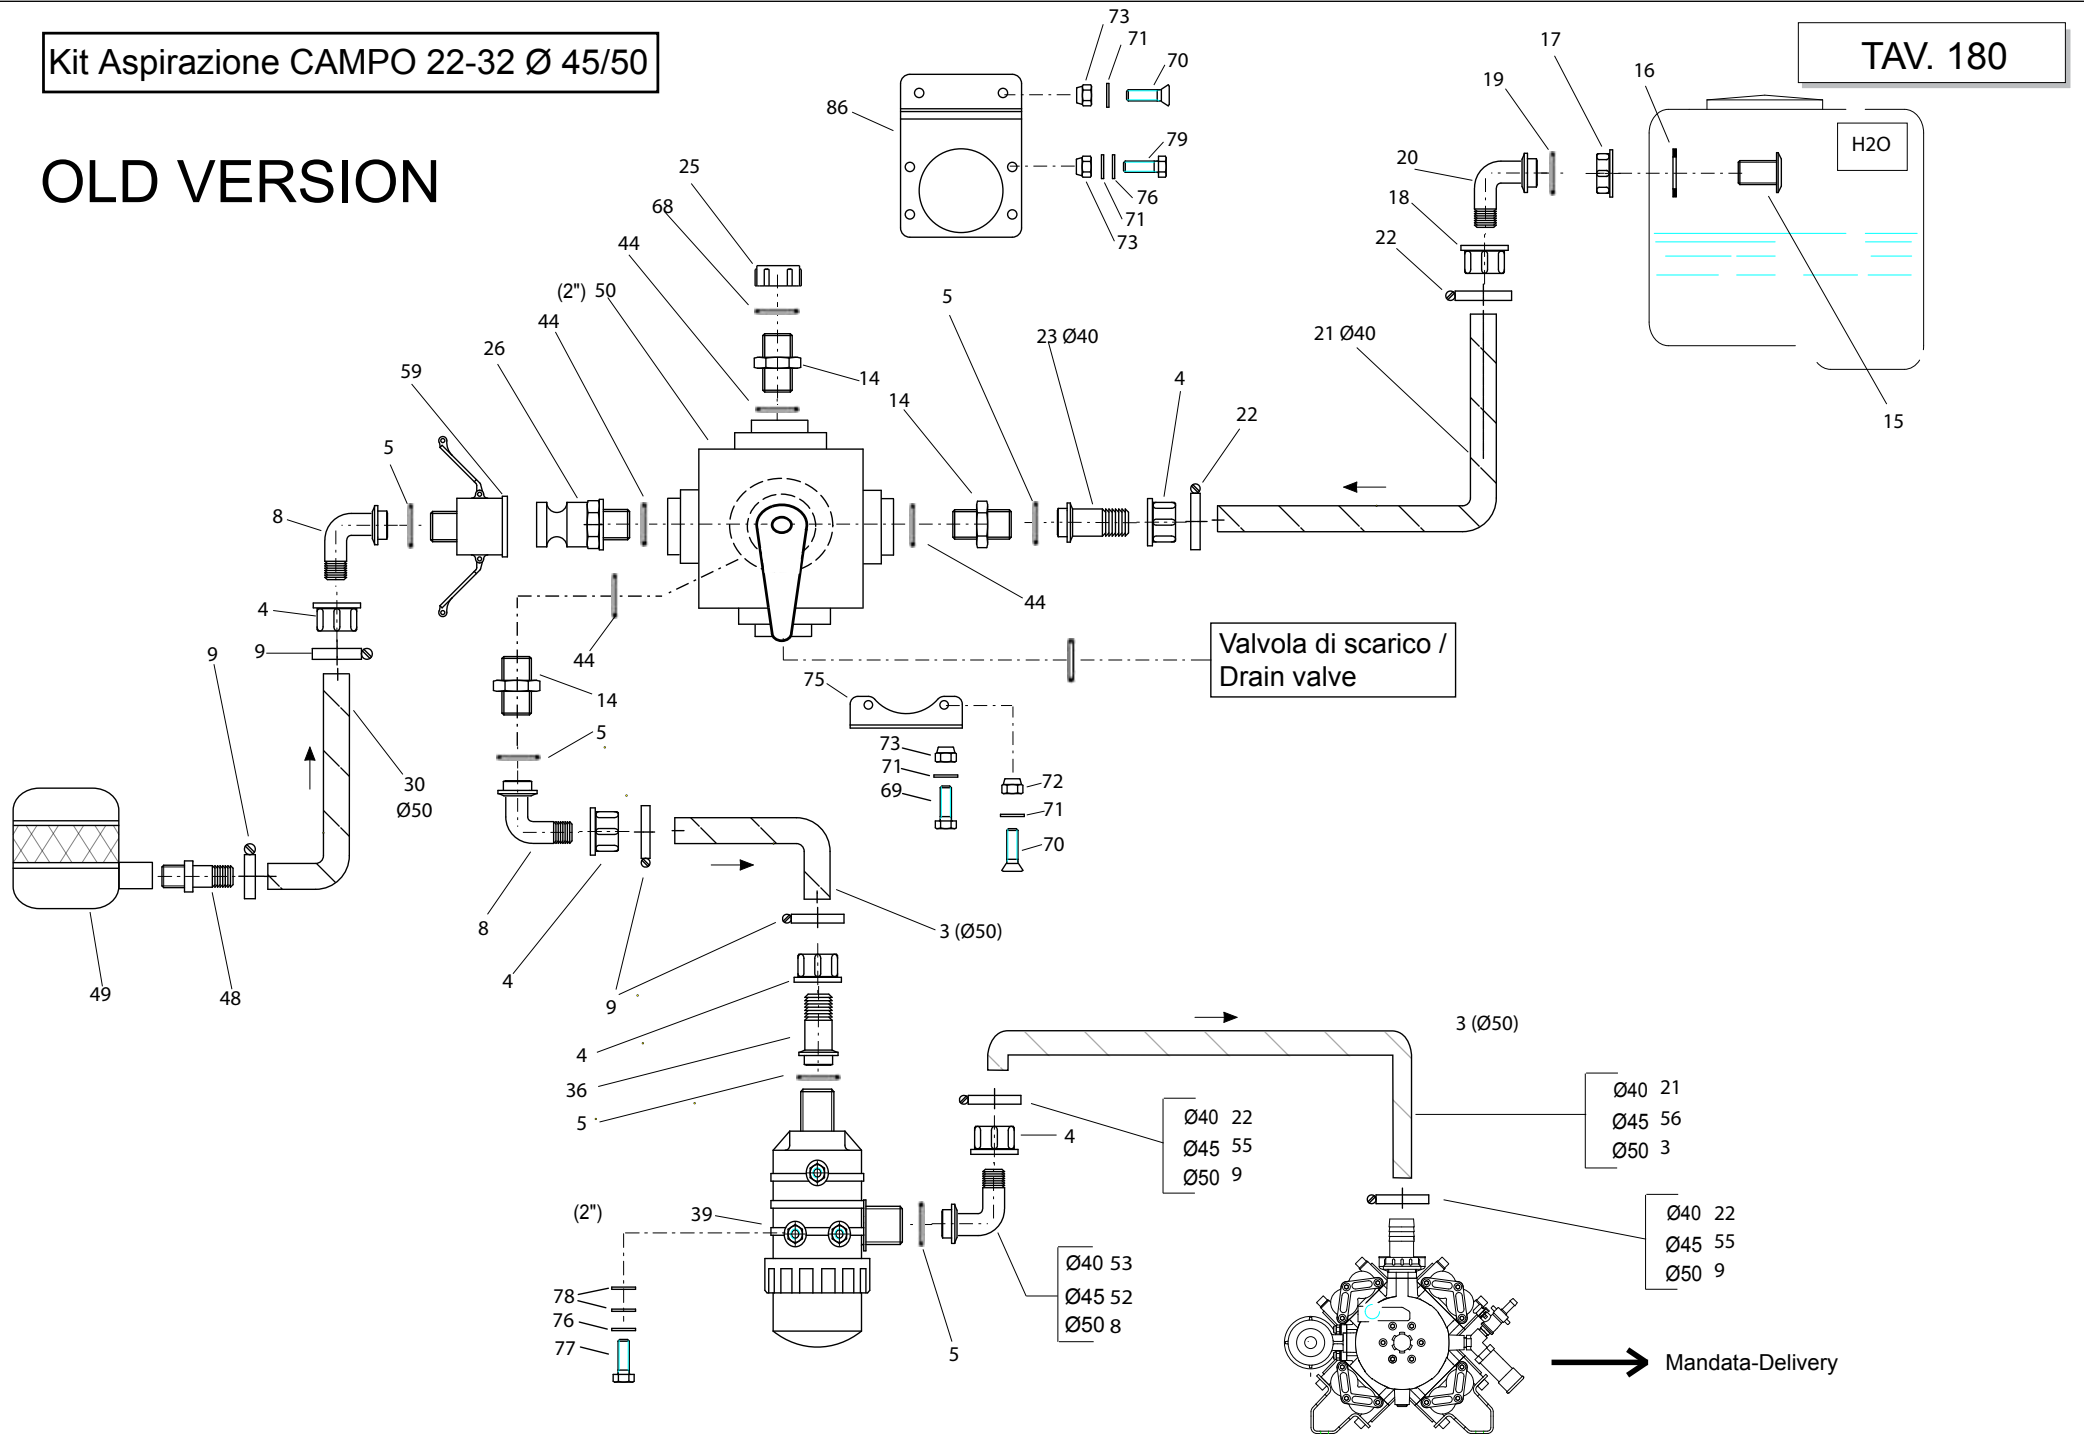 Kit Aspirazione CAMPO 22-32 Ø 45/50
TAV. 180
OLD VERSION
73
71
70
86
79
76
71
73
17
16
19
20
18
22
H2O
15
25
68
44
(2") 50
44
26
59
5
14
14
5
23 Ø40
4
22
21 Ø40
8
4
9
9
44
44
14
5
Valvola di scarico /
Drain valve
75
73
71
69
72
71
70
30
Ø50
49
48
8
4
9
3 (Ø50)
4
36
5
3 (Ø50)
4
Ø40 22
Ø45 55
Ø50 9
Ø40 21
Ø45 56
Ø50 3
(2")
39
Ø40 22
Ø45 55
Ø50 9
Ø40 53
Ø45 52
Ø50 8
78
76
77
5
Mandata-Delivery